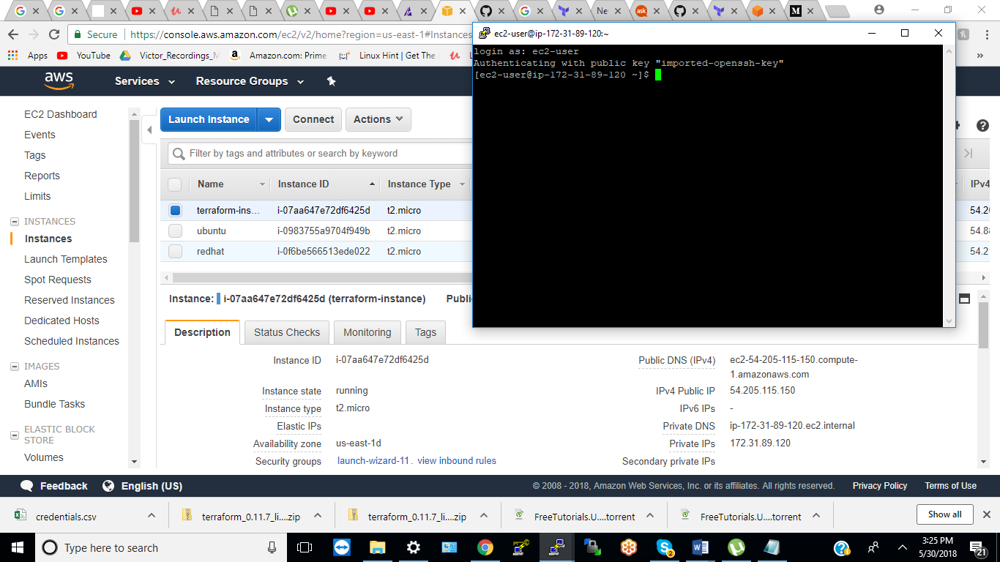 Ne
ask
Secure https://console.aws.amazon.com/ec2/v2/home?region=us-east-1#Instances
Apps YouTube Victor_Recordings_M Amazon.com: Prime Linux Hint | Get The
»
ec2-user@ip-172-31-89-120:~
login as: ec2-user
Authenticating with public key "imported-openssh-key"
[ec2-user@ip-172-31-89-120 ~]$
aws Services Resource Groups
EC2 Dashboard
Events
Tags
Reports
Limits
INSTANCES
Instances
Launch Templates
Spot Requests
Reserved Instances
Dedicated Hosts
Scheduled Instances
IMAGES
AMIs
Bundle Tasks
ELASTIC BLOCK
STORE
Volumes
Launch Instance Connect Actions
Filter by tags and attributes or search by keyword
Name Instance ID Instance Type IPv4
terraform-ins… i-07aa647e72df6425d t2.micro 54.20
ubuntu i-0983755a9704f949b t2.micro 54.88
redhat i-0f6be566513ede022 t2.micro 54.2
Instance: i-07aa647e72df6425d (terraform-instance) Publi
Description Status Checks Monitoring Tags
Instance ID i-07aa647e72df6425d
Instance state running
Instance type t2.micro
Elastic IPs
Availability zone us-east-1d
Security groups launch-wizard-11. view inbound rules
Public DNS (IPv4) ec2-54-205-115-150.compute-
1.amazonaws.com
IPv4 Public IP 54.205.115.150
IPv6 IPs -
Private DNS ip-172-31-89-120.ec2.internal
Private IPs 172.31.89.120
Secondary private IPs
Feedback English (US) © 2008 - 2018, Amazon Web Services, Inc. or its affiliates. All rights reserved. Privacy Policy Terms of Use
credentials.csv terraform_0.11.7_li....zip terraform_0.11.7_li....zip FreeTutorials.U....torrent FreeTutorials.U....torrent Show all
Type here to search 2 3:25 PM
5/30/2018 21